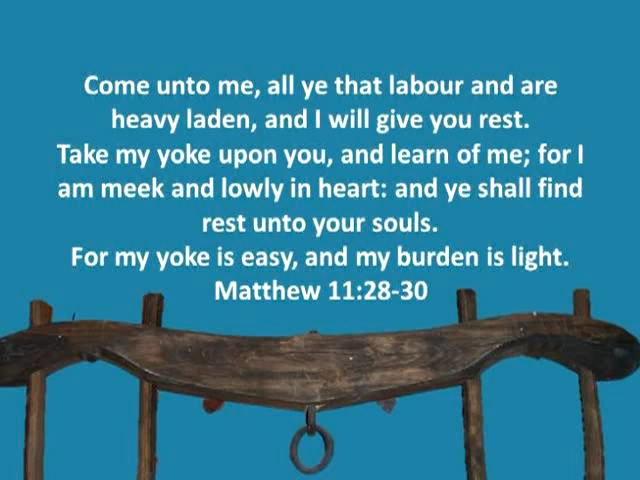 Come unto me, all ye that labour and are
heavy laden, and I will give you rest.
Take my yoke upon you, and learn of me; for I
am meek and lowly in heart: and ye shall find
rest unto your souls.
For my yoke is easy, and my burden is light.
Matthew 11:28-30